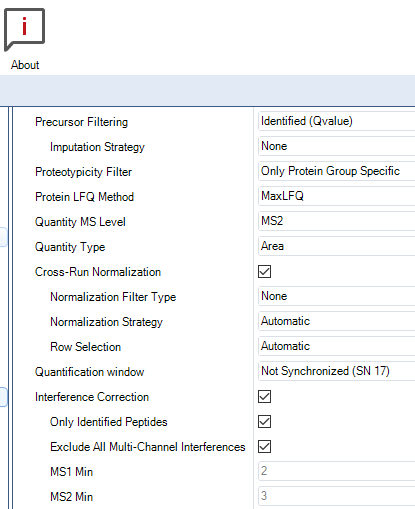 About
Precursor Filtering Identified (Qvalue)
Imputation Strategy None
Proteotypicity Filter Only Protein Group Specific
Protein LFQ Method MaxLFQ
Quantity MS Level MS2
Quantity Type Area
Cross-Run Normalization
Normalization Filter Type None
Normalization Strategy Automatic
Row Selection Automatic
Quantification window Not Synchronized (SN 17)
Interference Correction
Only Identified Peptides
Exclude All Multi-Channel Interferences
MS1 Min 2
MS2 Min 3